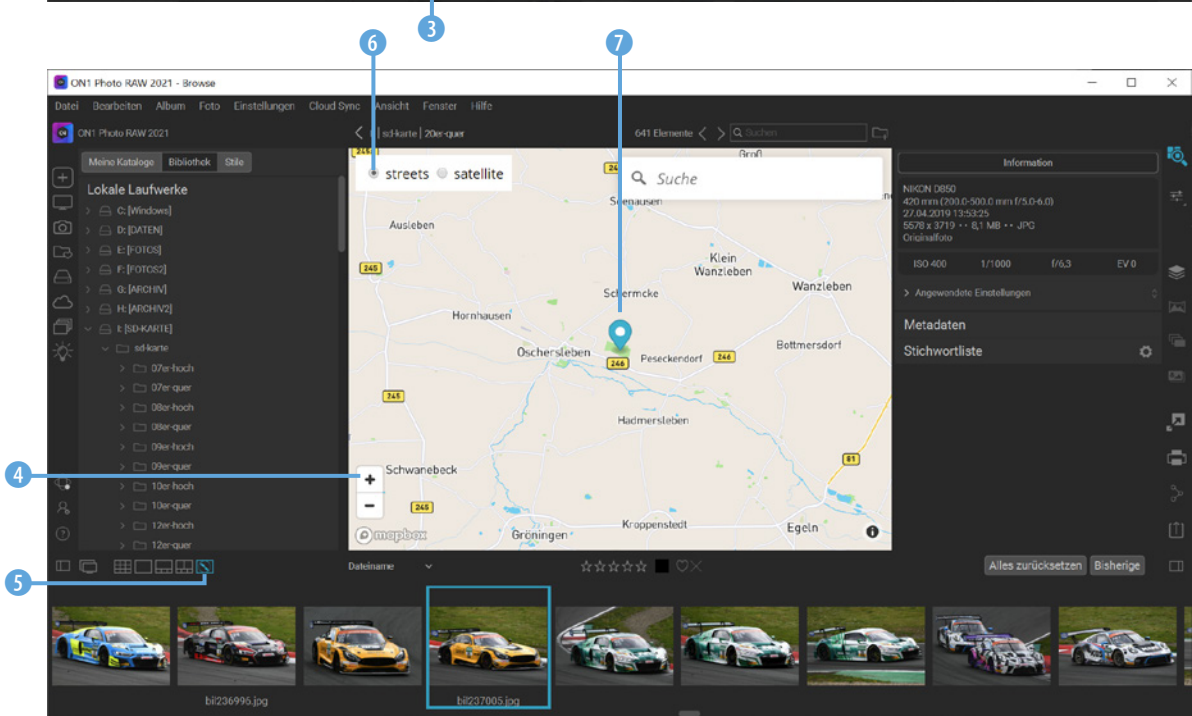 3
6
7
ON1 Photo RAW 2021 - Browse
Datei Bearbeiten Album Foto Einstellungen Cloud Sync Ansicht Fenster Hilfe
ON1 Photo RAW 2021
sd-karte | 20er-quer
641 Elemente
Suchen
Meine Kataloge Bibliothek Stile
Lokale Laufwerke
C: [Windows]
D: [DATEN]
E: [FOTOS]
F: [FOTOS2]
G: [ARCHIV]
H: [ARCHIV2]
I: [SD-KARTE]
sd-karte
07er-hoch
07er-quer
08er-hoch
08er-quer
09er-hoch
09er-quer
10er-hoch
10er-quer
12er-hoch
12er-quer
streets satellite
Suche
Groß
Seehausen
Ausleben
245
Klein
Wanzleben
Wanzleben
Schermcke
Hornhausen
Oschersleben
246
Peseckendorf
246
Bottmersdorf
245
Hadmersleben
81
Schwanebeck
+
−
245
Kroppenstedt
Gröningen
Egeln
mapbox
Information
NIKON D850
420 mm (200.0-500.0 mm f/5.0-6.0)
27.04.2019 13:53:25
5578 x 3719 •• 8,1 MB •• JPG
Originalfoto
ISO 400 1/1000 f/6,3 EV 0
Angewendete Einstellungen
Metadaten
Stichwortliste
4
5
Dateiname
Alles zurücksetzen Bisherige
bil236996.jpg
bil237005.jpg